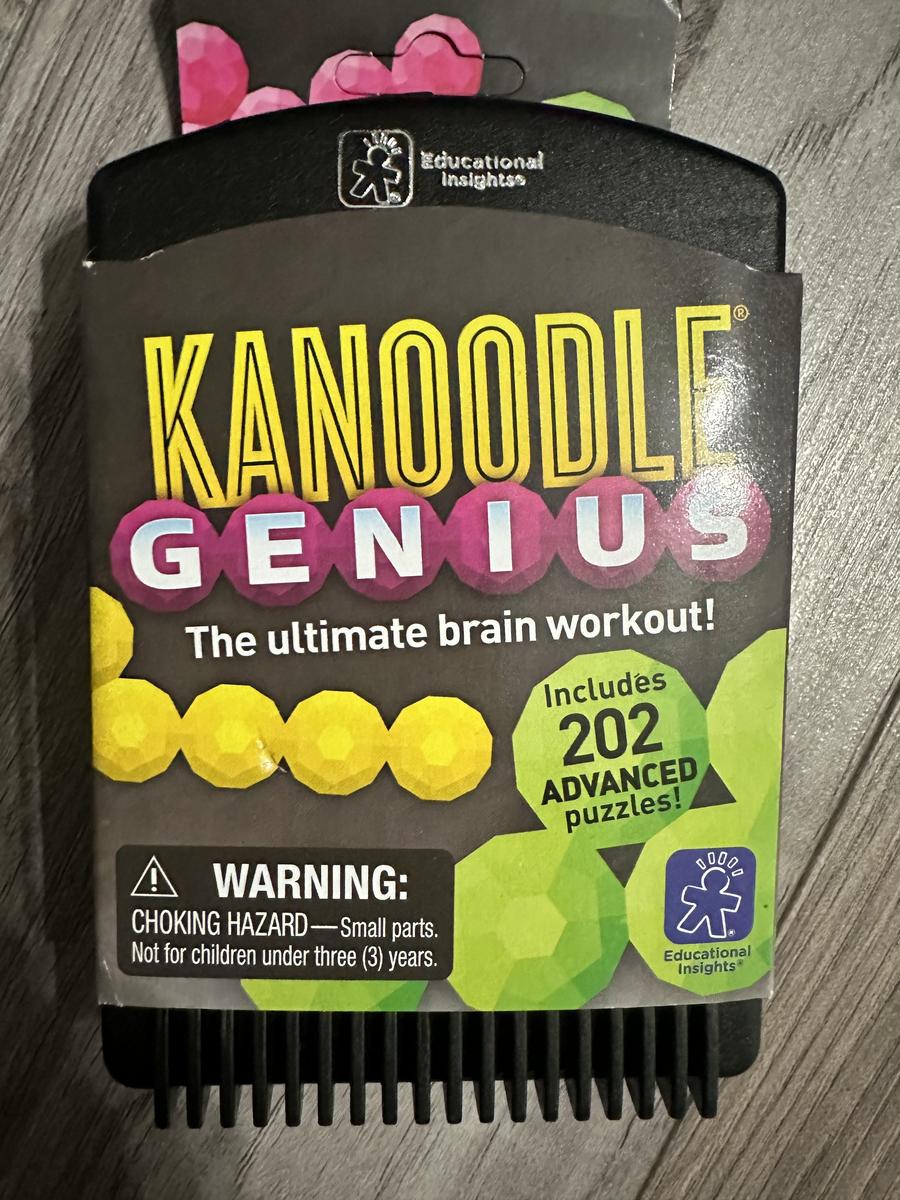 Educational
Insights®
KANOODLE®
GENIUS
The ultimate brain workout!
Includes
202
ADVANCED
puzzles!
WARNING:
CHOKING HAZARD—Small parts.
Not for children under three (3) years.
Educational
Insights®